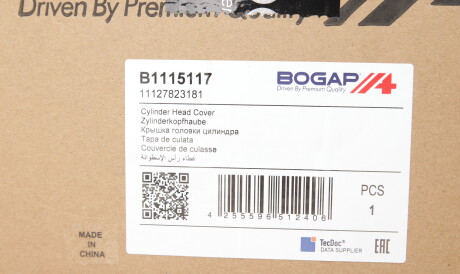 Driven By Premium Quality
B1115117
11127823181
BOGAP
Driven By Premium Quality
Cylinder Head Cover
Zylinderkopfhaube
Крышка головки цилиндра
Tapa de culata
Couvercle de culasse
غطاء رأس الإسطوانة
4 255596 512406
PCS
1
MADE
IN
CHINA
TecDoc®
DATA SUPPLIER
EAC